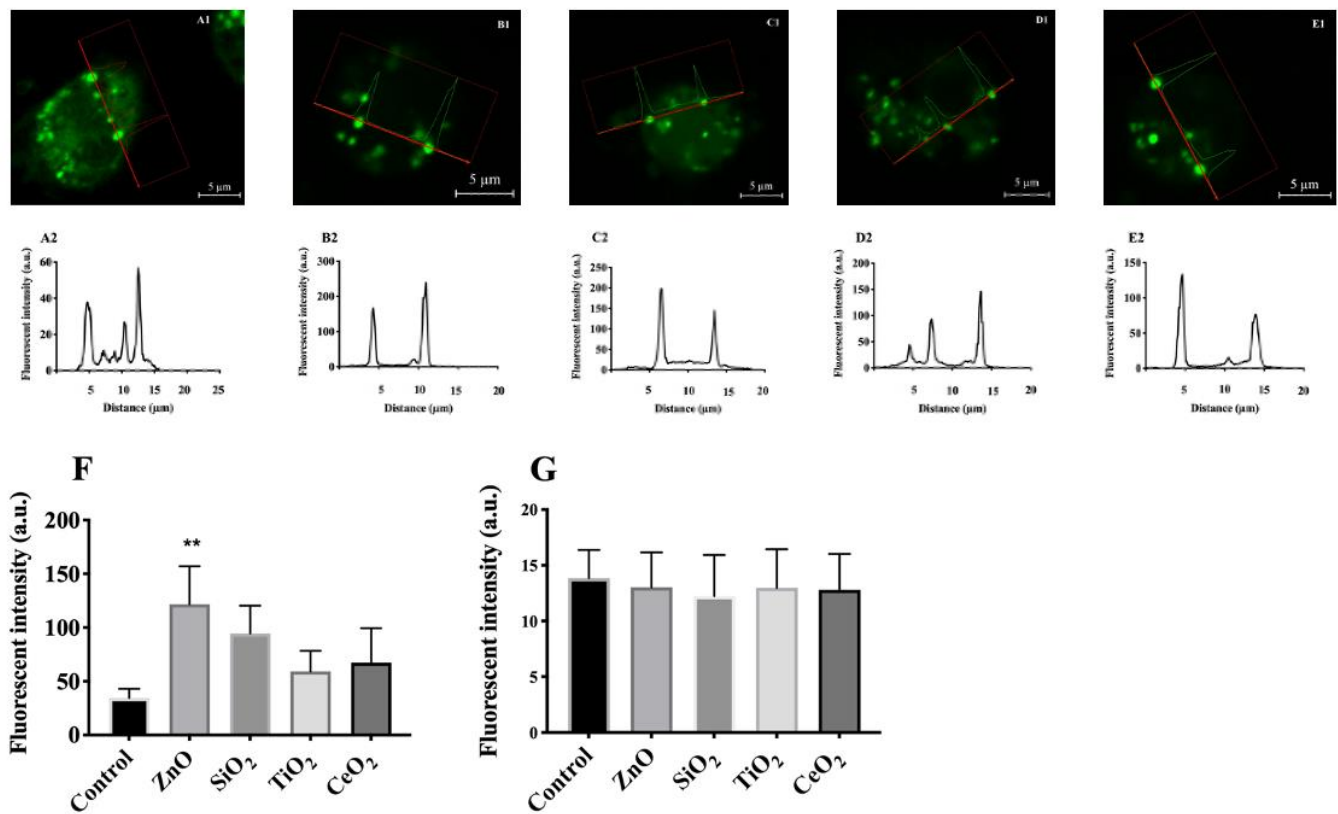 A1
5 µm
B1
5 µm
C1
5 µm
D1
5 µm
E1
5 µm
A2
Fluorescent intensity (a.u.)
60
40
20
0
5 10 15 20 25
Distance (µm)
B2
Fluorescent intensity (a.u.)
300
200
100
0
5 10 15 20
Distance (µm)
C2
Fluorescent intensity (a.u.)
250
200
150
100
50
0
5 10 15 20
Distance (µm)
D2
Fluorescent intensity (a.u.)
200
150
100
50
0
5 10 15 20
Distance (µm)
E2
Fluorescent intensity (a.u.)
150
100
50
0
5 10 15 20
Distance (µm)
F
Fluorescent intensity (a.u.)
200
150
100
50
0
**
Control ZnO SiO₂ TiO₂ CeO₂
G
Fluorescent intensity (a.u.)
20
15
10
5
0
Control ZnO SiO₂ TiO₂ CeO₂